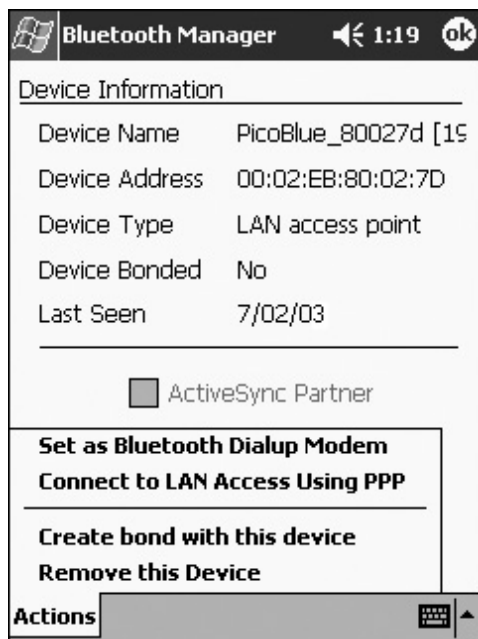 Bluetooth Manager 1:19 ok
Device Information
Device Name PicoBlue_80027d [19
Device Address 00:02:EB:80:02:7D
Device Type LAN access point
Device Bonded No
Last Seen 7/02/03
ActiveSync Partner
Set as Bluetooth Dialup Modem
Connect to LAN Access Using PPP
Create bond with this device
Remove this Device
Actions